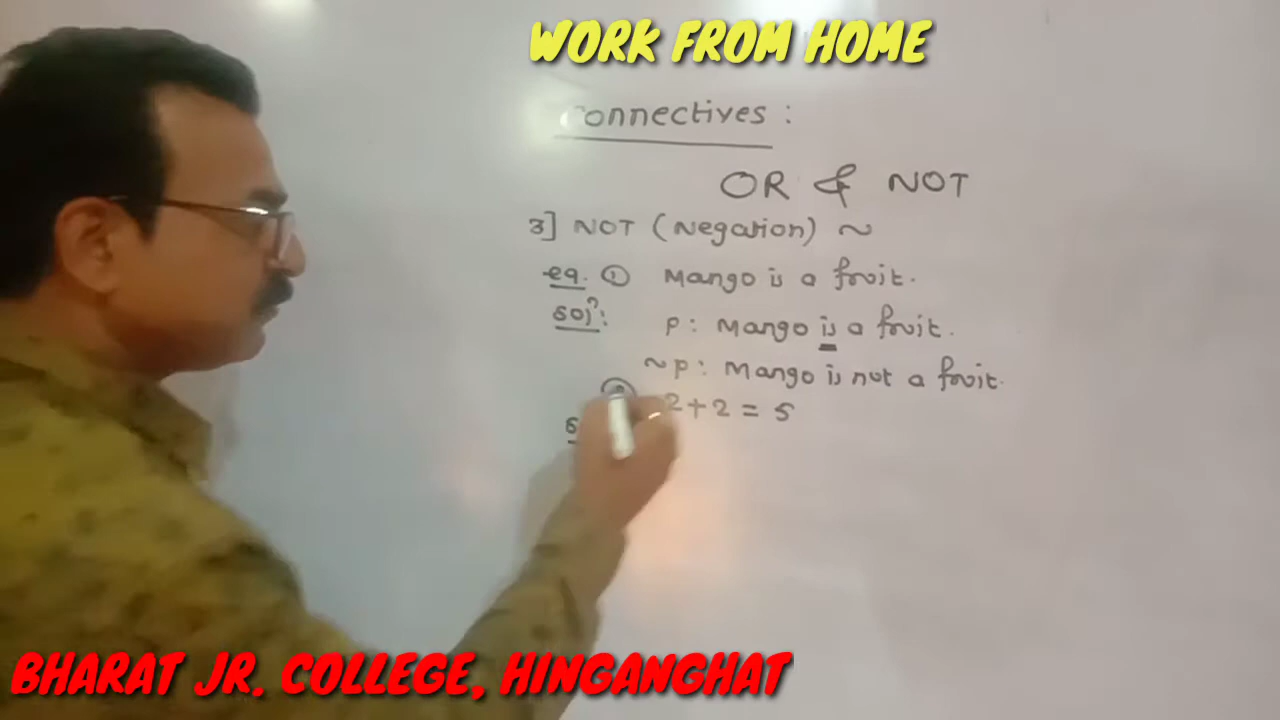 WORK FROM HOME
Connectives :
OR & NOT
3] NOT (Negation) ~
eg. ① Mango is a fruit.
Solⁿ: p: Mango is a fruit.
~p: Mango is not a fruit.
2+2 = 5
BHARAT JR. COLLEGE, HINGANGHAT